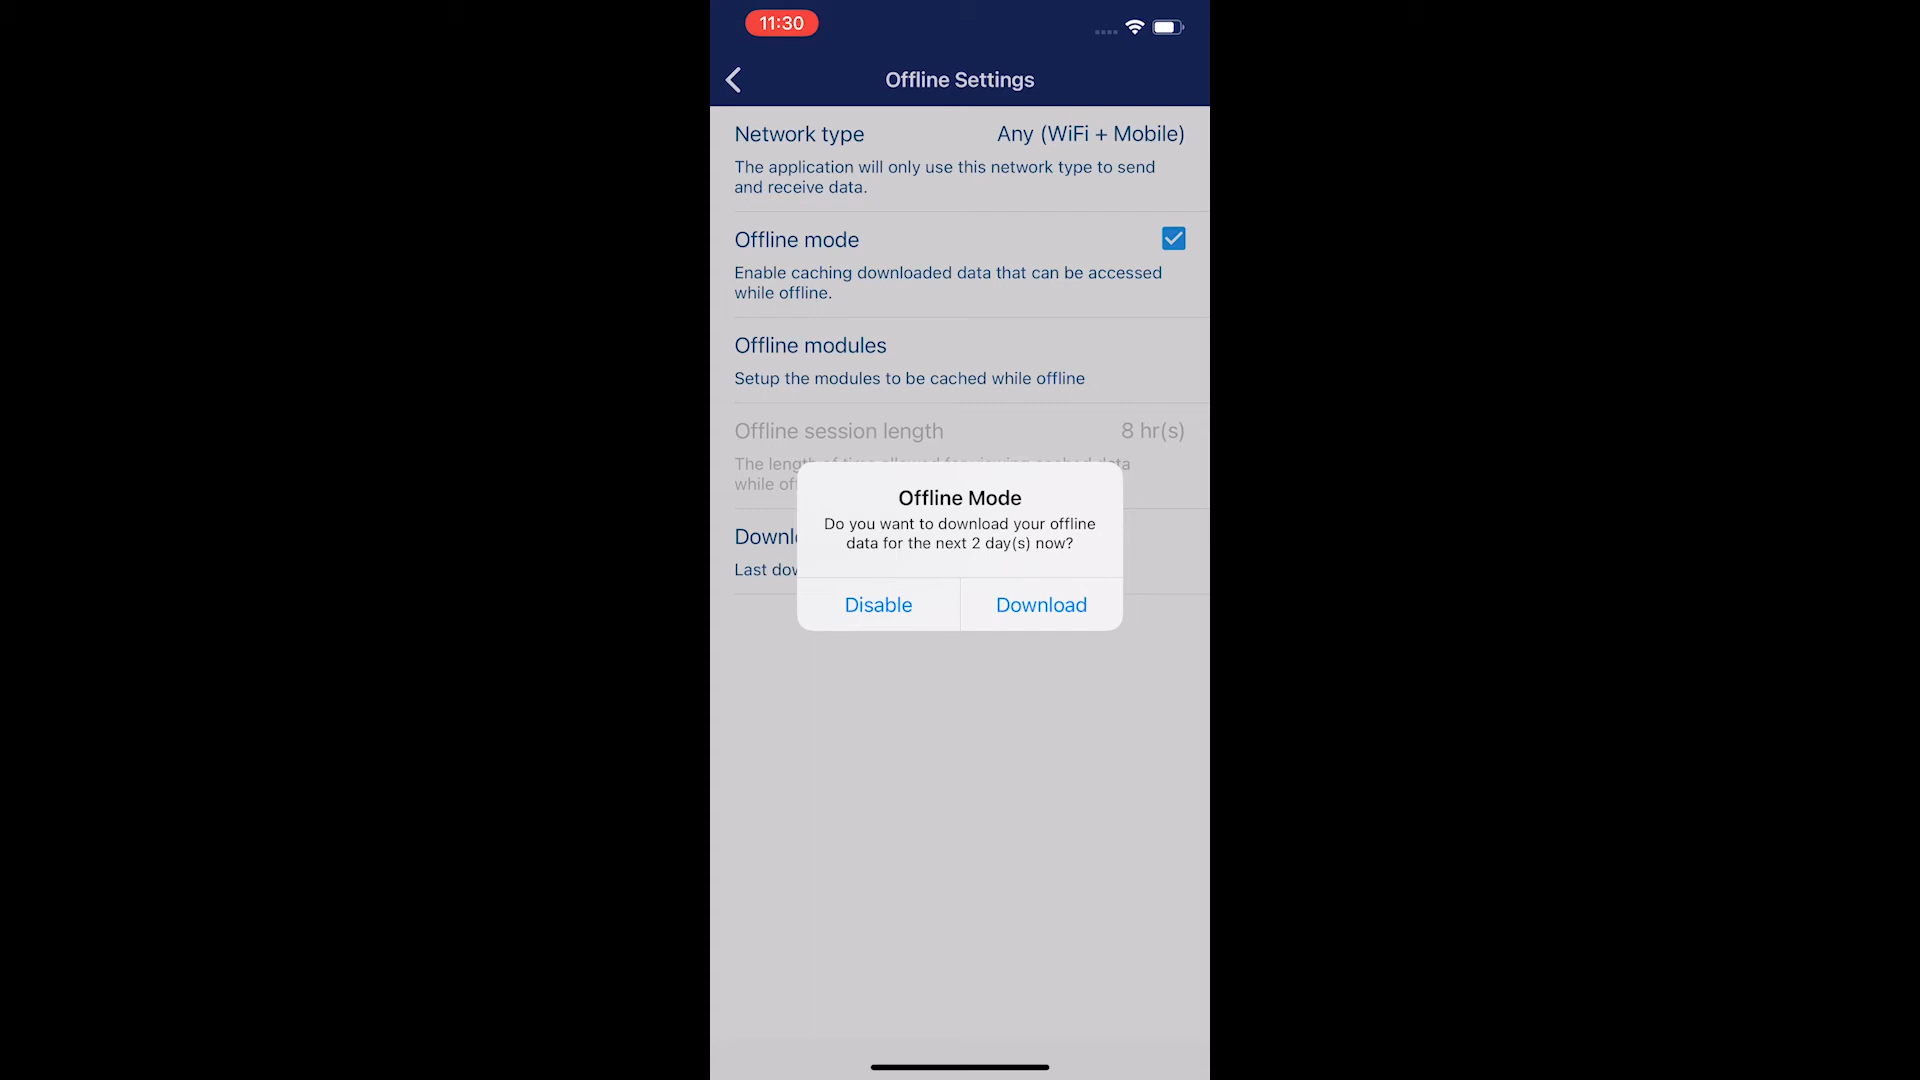 11:30
Offline Settings
Network type
Any (WiFi + Mobile)
The application will only use this network type to send
and receive data.
Offline mode
Enable caching downloaded data that can be accessed
while offline.
Offline modules
Setup the modules to be cached while offline
Offline session length
8 hr(s)
The length of time allowed for viewing cached data
while
Offline Mode
Do you want to download your offline
data for the next 2 day(s) now?
Last
Disable
Download